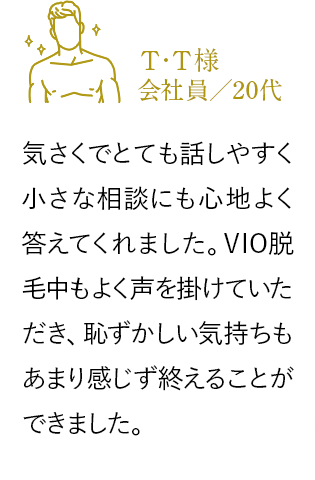 T・T様
会社員／20代
気さくでとても話しやすく
小さな相談にも心地よく
答えてくれました。VIO脱
毛中もよく声を掛けていた
だき、恥ずかしい気持ちも
あまり感じず終えることが
できました。